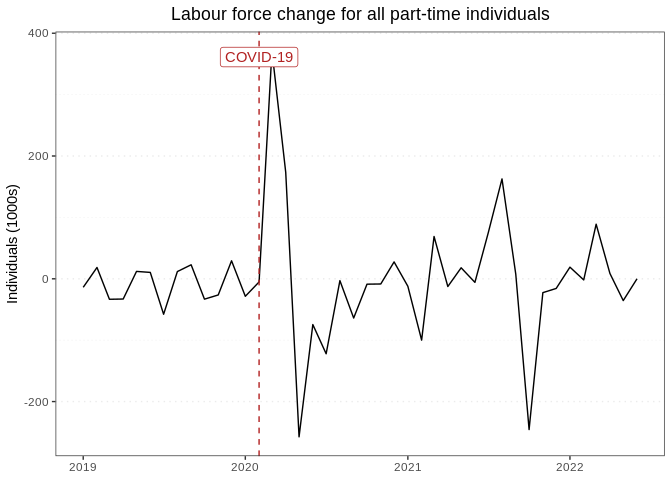 Labour force change for all part-time individuals
400
COVID-19
200
Individuals (1000s)
0
-200
2019 2020 2021 2022